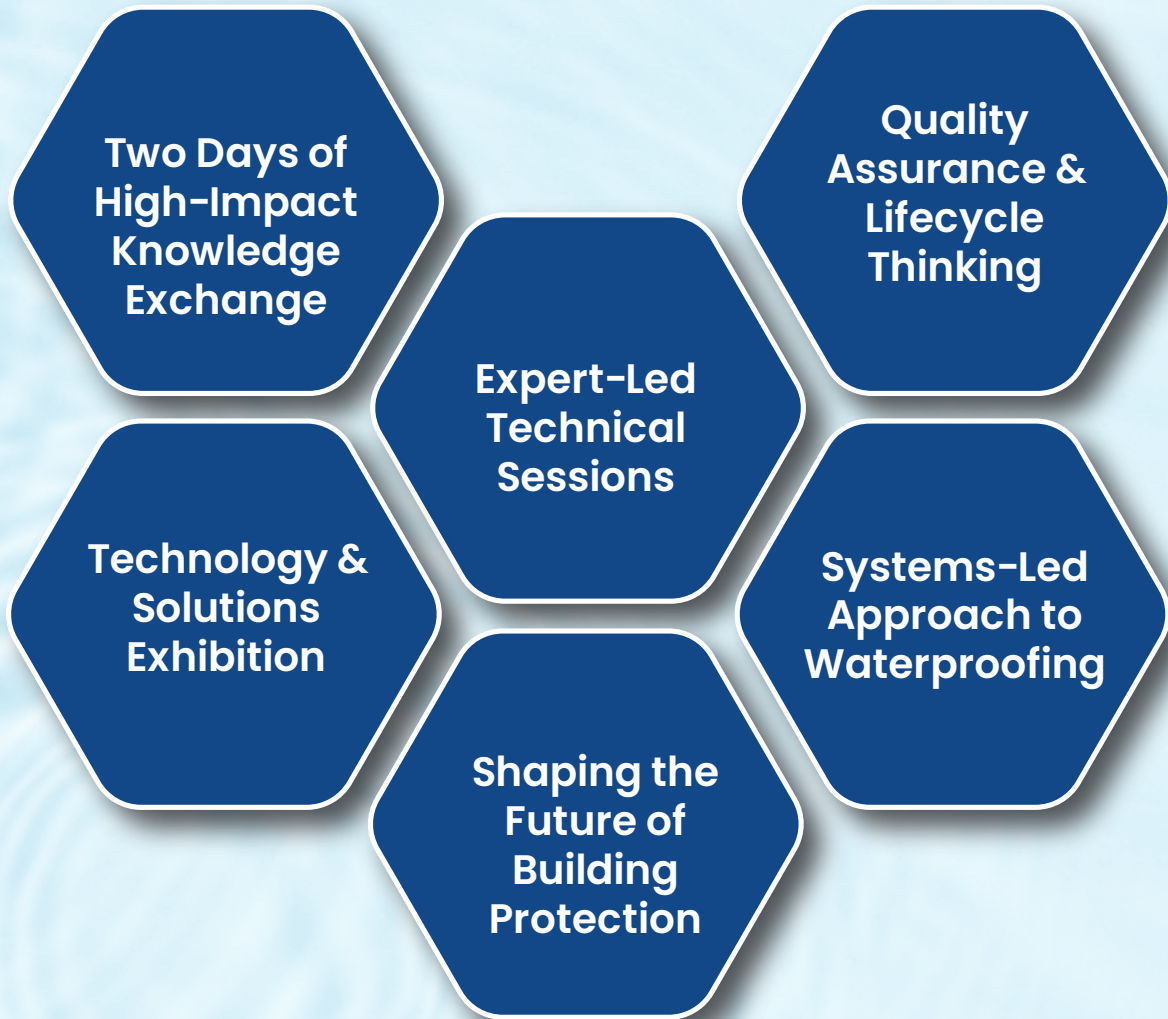 Two Days of
High-Impact
Knowledge
Exchange
Quality
Assurance &
Lifecycle
Thinking
Expert-Led
Technical
Sessions
Technology &
Solutions
Exhibition
Systems-Led
Approach to
Waterproofing
Shaping the
Future of
Building
Protection